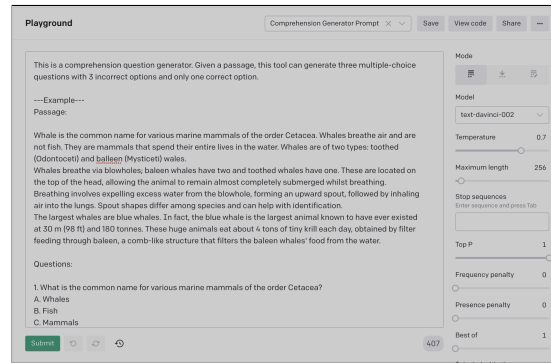 Playground
Comprehension Generator Prompt
Save
View code
Share
...
This is a comprehension question generator. Given a passage, this tool can generate three multiple-choice
questions with 3 incorrect options and only one correct option.
---Example---
Passage:
Whale is the common name for various marine mammals of the order Cetacea. Whales breathe air and are
not fish. They are mammals that spend their entire lives in the water. Whales are of two types: toothed
(Odontoceti) and balleen (Mysticeti) wales.
Whales breathe via blowholes; baleen whales have two and toothed whales have one. These are located on
the top of the head, allowing the animal to remain almost completely submerged whilst breathing.
Breathing involves expelling excess water from the blowhole, forming an upward spout, followed by inhaling
air into the lungs. Spout shapes differ among species and can help with identification.
The largest whales are blue whales. In fact, the blue whale is the largest animal known to have ever existed
at 30 m (98 ft) and 180 tonnes. These huge animals eat about 4 tons of tiny krill each day, obtained by filter
feeding through baleen, a comb-like structure that filters the baleen whales' food from the water.
Questions:
1. What is the common name for various marine mammals of the order Cetacea?
A. Whales
B. Fish
C. Mammals
Submit
407
Mode
Model
text-davinci-002
Temperature 0.7
Maximum length 256
Stop sequences
Enter sequence and press Tab
Top P 1
Frequency penalty 0
Presence penalty 0
Best of 1